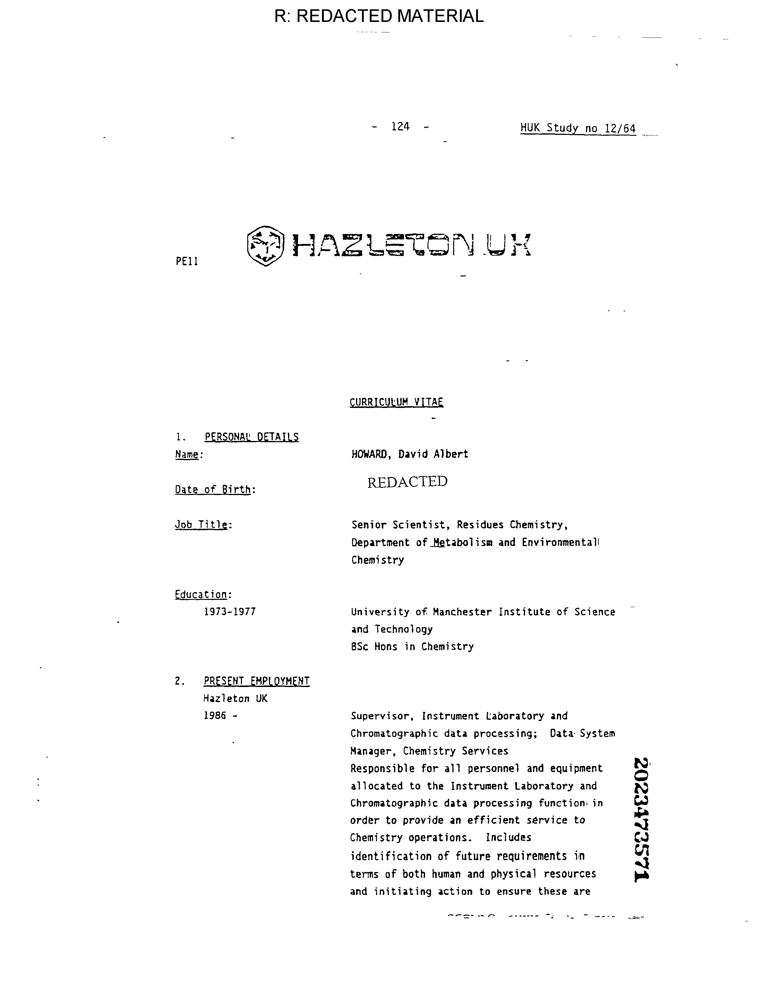 R: REDACTED MATERIAL
- 124 -
HUK Study no 12/64
HAZLETON UK
PE11
CURRICULUM VITAE
1. PERSONAL DETAILS
Name: HOWARD, David Albert
Date of Birth: REDACTED
Job Title: Senior Scientist, Residues Chemistry,
Department of Metabolism and Environmental
Chemistry
Education:
1973-1977 University of Manchester Institute of Science
and Technology
BSc Hons in Chemistry
2. PRESENT EMPLOYMENT
Hazleton UK
1986 - Supervisor, Instrument Laboratory and
Chromatographic data processing; Data System
Manager, Chemistry Services
Responsible for all personnel and equipment
allocated to the Instrument Laboratory and
Chromatographic data processing function in
order to provide an efficient service to
Chemistry operations. Includes
identification of future requirements in
terms of both human and physical resources
and initiating action to ensure these are
2023473571